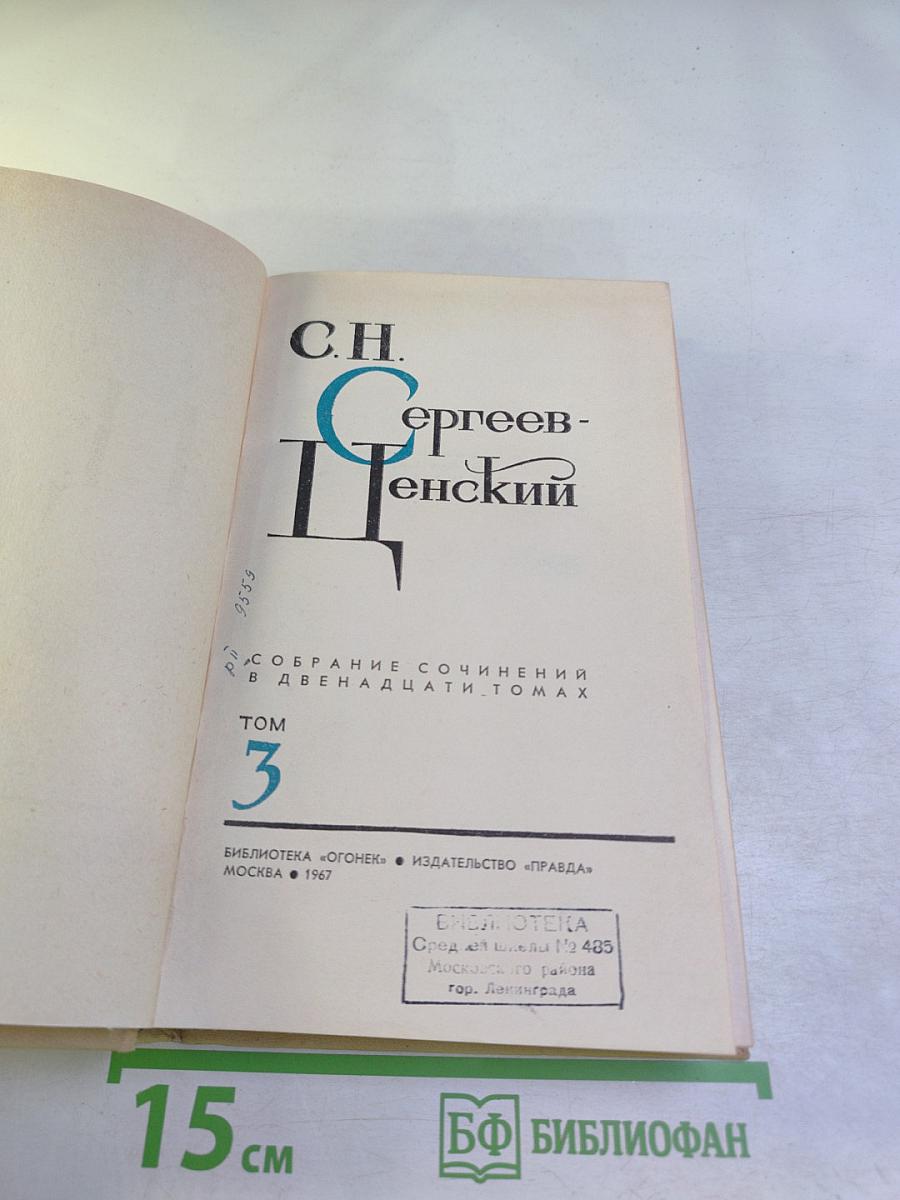 С. Н.
Сергеев-
Ценский
9559
СОБРАНИЕ СОЧИНЕНИЙ
В ДВЕНАДЦАТИ ТОМАХ
ТОМ
3
БИБЛИОТЕКА «ОГОНЕК» ● ИЗДАТЕЛЬСТВО «ПРАВДА»
МОСКВА ● 1967
БИБЛИОТЕКА
Средней школы № 485
Московского района
гор. Ленинграда
15 см
БФ БИБЛИОФАН